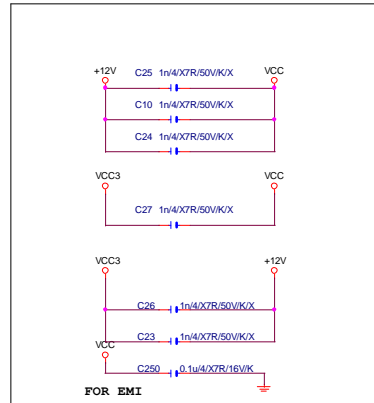 +12V C25 1n/4/X7R/50V/K/X VCC
C10 1n/4/X7R/50V/K/X
C24 1n/4/X7R/50V/K/X
VCC3 VCC
C27 1n/4/X7R/50V/K/X
VCC3 +12V
C26 1n/4/X7R/50V/K/X
C23 1n/4/X7R/50V/K/X
VCC
C250 0.1u/4/X7R/16V/K
FOR EMI